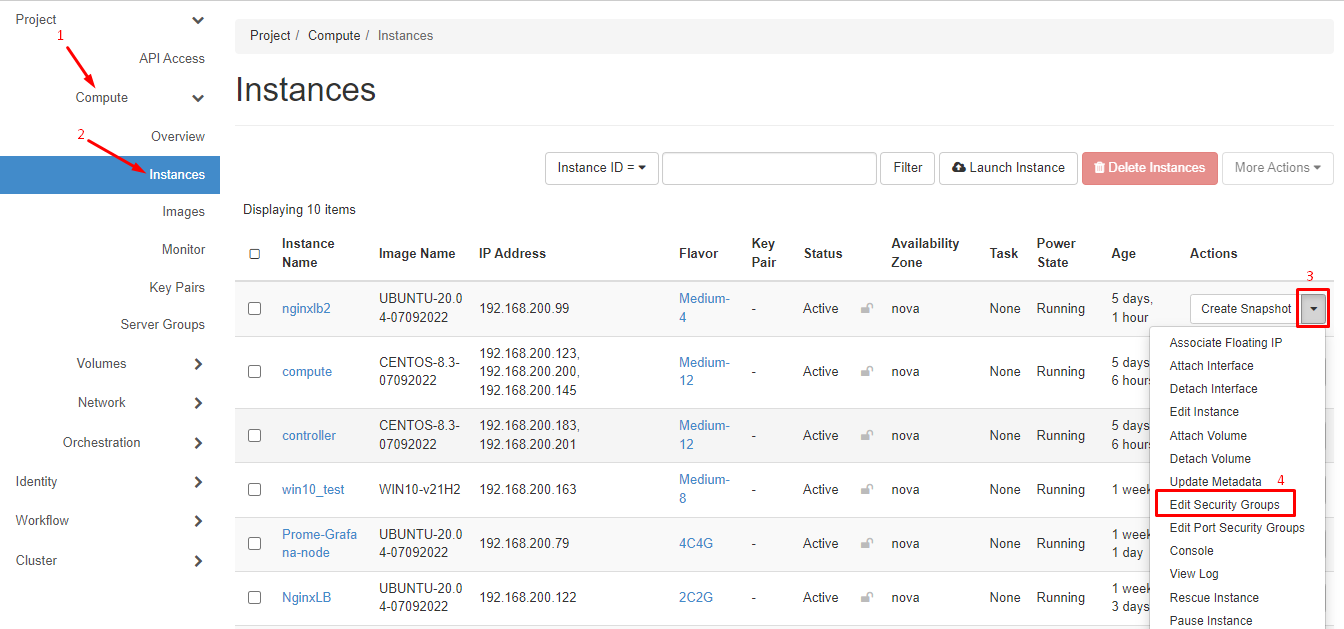 Project
1
API Access
Compute
2
Overview
Instances
Images
Monitor
Key Pairs
Server Groups
Volumes
Network
Orchestration
Identity
Workflow
Cluster
Project / Compute / Instances
Instances
Instance ID = Filter Launch Instance Delete Instances More Actions
Displaying 10 items
Instance Name Image Name IP Address Flavor Key Pair Status Availability Zone Task Power State Age Actions
3
nginxlb2 UBUNTU-20.0 192.168.200.99 Medium- - Active nova None Running 5 days, Create Snapshot
4-07092022 4 1 hour
192.168.200.123,
compute CENTOS-8.3- 192.168.200.200, Medium- - Active nova None Running 5 days
07092022 192.168.200.145 12 6 hours
controller CENTOS-8.3- 192.168.200.183, Medium- - Active nova None Running 5 days
07092022 192.168.200.201 12 6 hours
win10_test WIN10-v21H2 192.168.200.163 Medium- - Active nova None Running 1 week
8
Prome-Grafa UBUNTU-20.0 192.168.200.79 4C4G - Active nova None Running 1 week
na-node 4-07092022 1 day
NginxLB UBUNTU-20.0 192.168.200.122 2C2G - Active nova None Running 1 week
4-07092022 3 days
Associate Floating IP
Attach Interface
Detach Interface
Edit Instance
Attach Volume
Detach Volume
Update Metadata 4
Edit Security Groups
Edit Port Security Groups
Console
View Log
Rescue Instance
Pause Instance